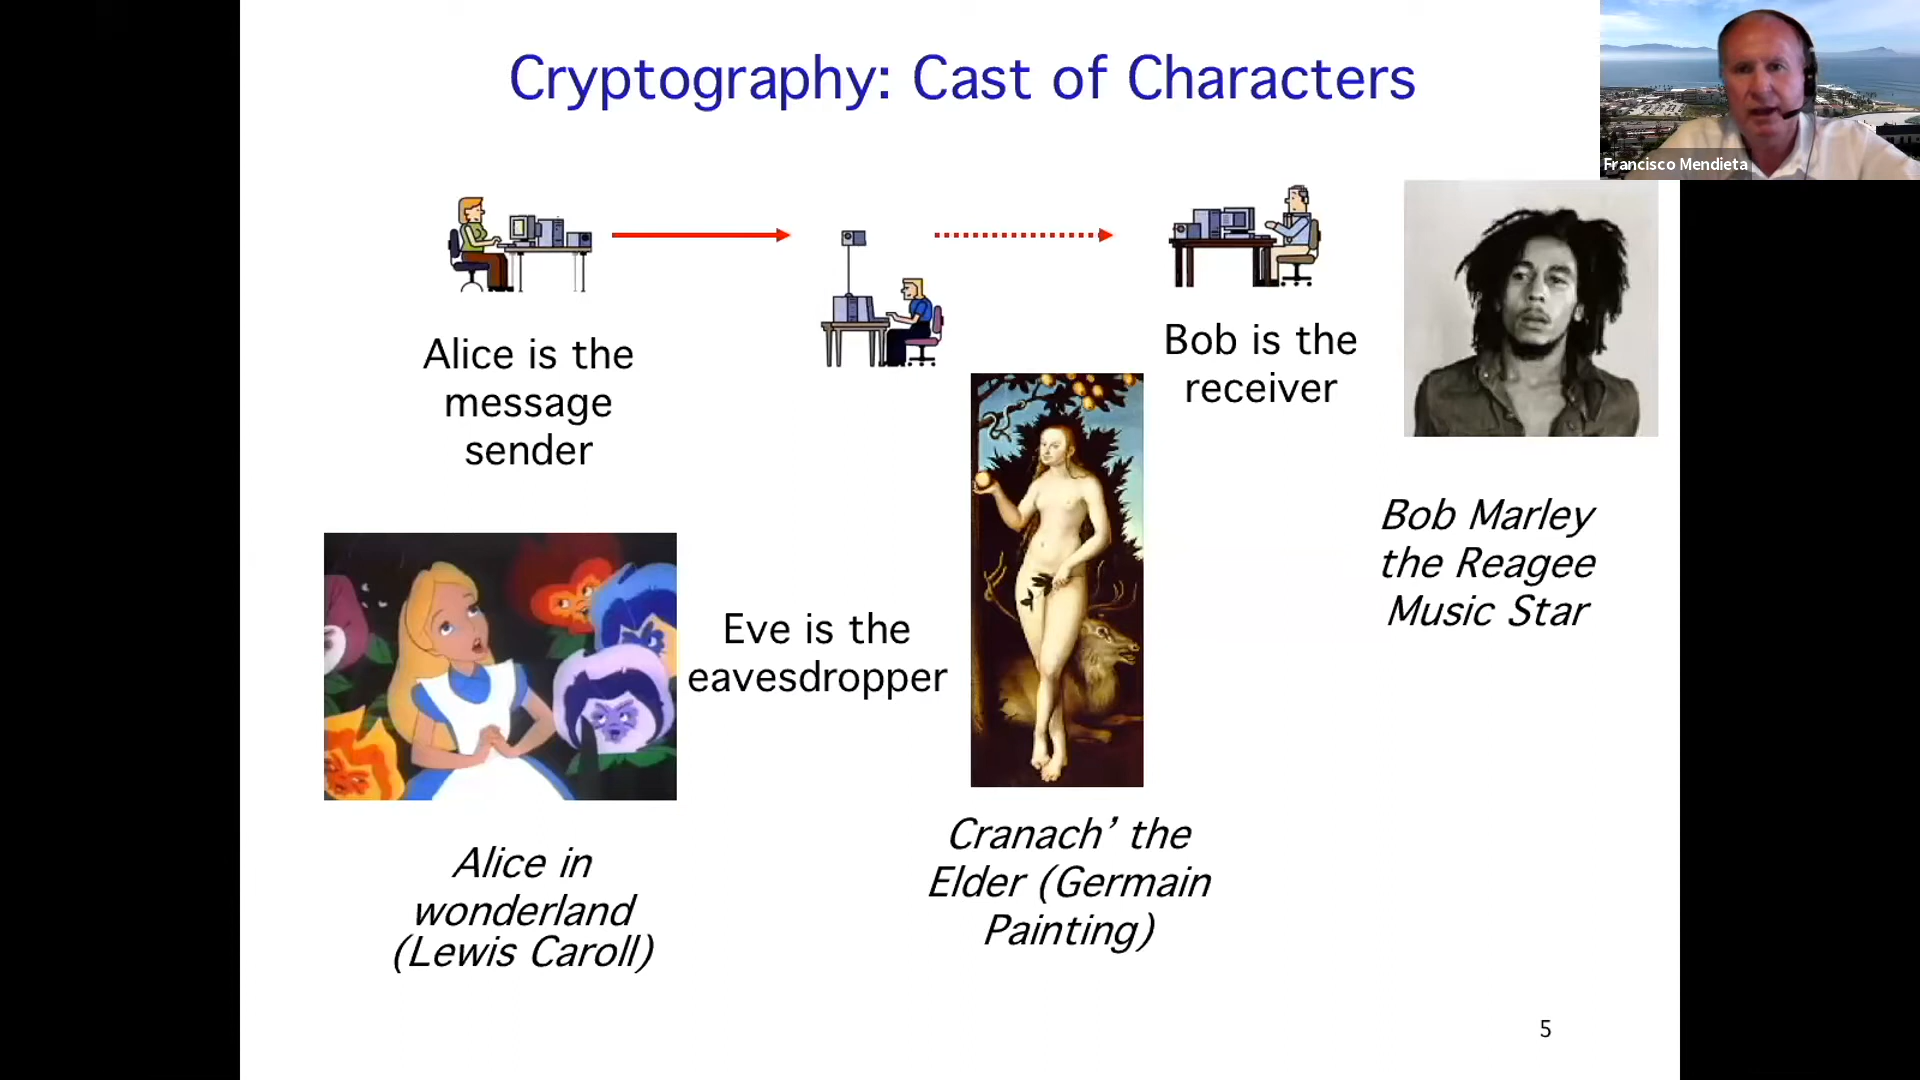 Cryptography: Cast of Characters
Francisco Mendieta
Alice is the
message
sender
Bob is the
receiver
Bob Marley
the Reagee
Music Star
Eve is the
eavesdropper
Cranach’ the
Elder (Germain
Painting)
Alice in
wonderland
(Lewis Caroll)
5